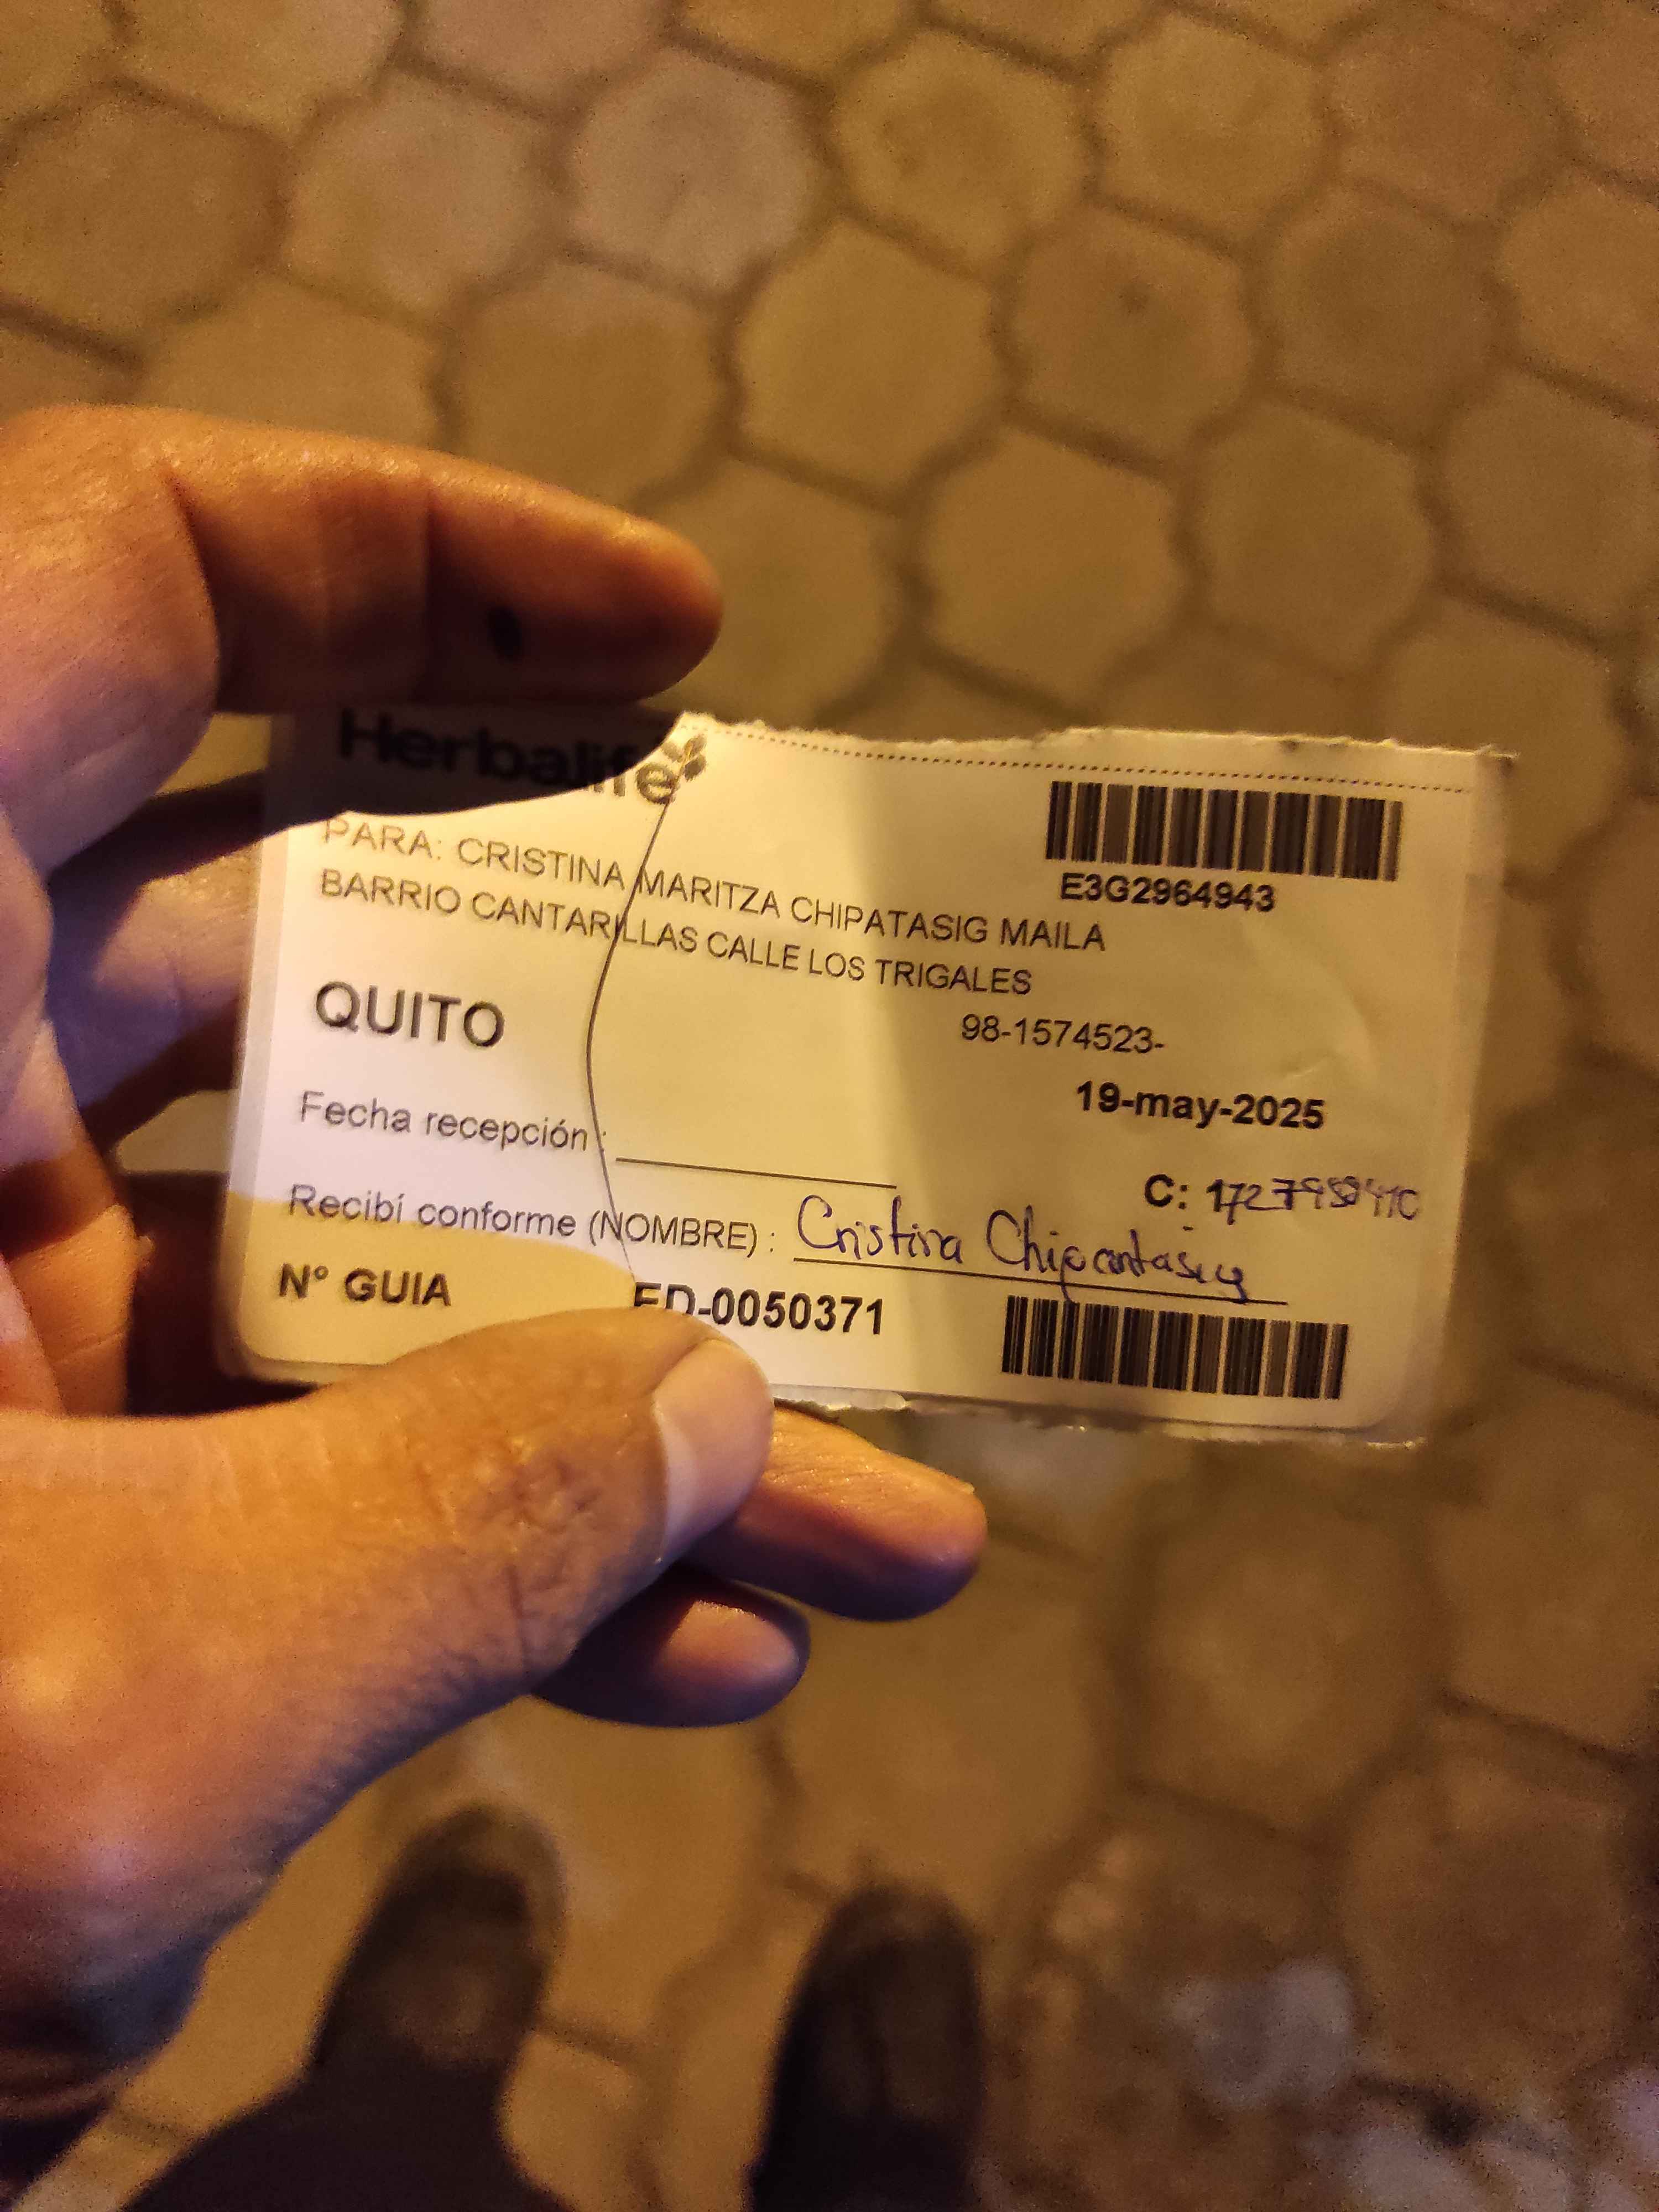 Herbalife
E3G2964943
PARA: CRISTINA MARITZA CHIPATASIG MAILA
BARRIO CANTARILLAS CALLE LOS TRIGALES
QUITO
98-1574523-
19-may-2025
Fecha recepción :
C:
Recibí conforme (NOMBRE) : Cristina Chipantasig
N° GUIA ED-0050371